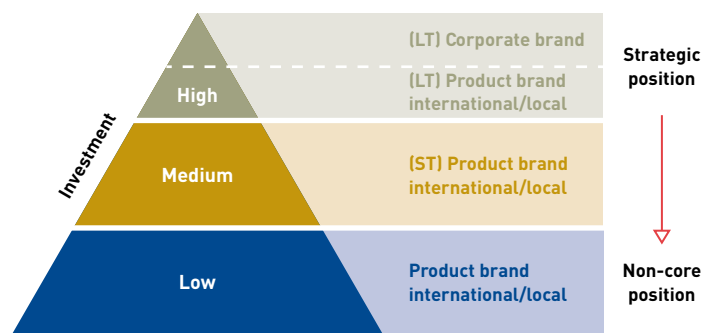 (LT) Corporate brand
Strategic
position
(LT) Product brand
international/local
High
Investment
Medium
(ST) Product brand
international/local
Low
Product brand
international/local
Non-core
position